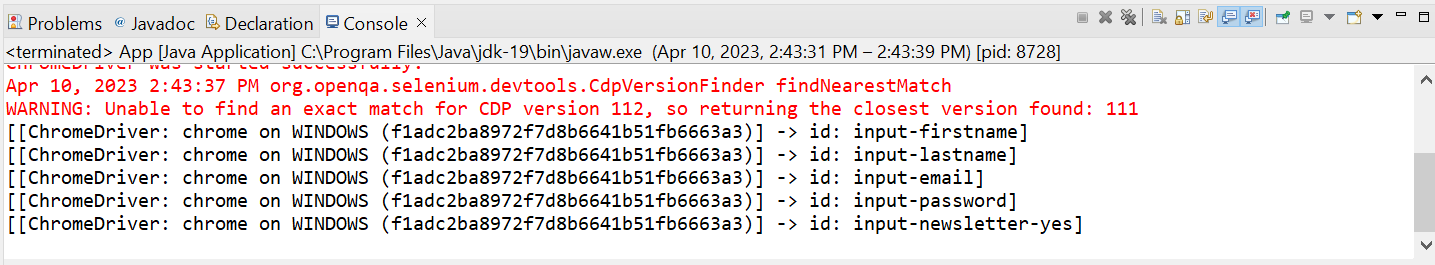 Problems @ Javadoc Declaration Console
<terminated> App [Java Application] C:\Program Files\Java\jdk-19\bin\javaw.exe (Apr 10, 2023, 2:43:31 PM – 2:43:39 PM) [pid: 8728]
ChromeDriver was started successfully.
Apr 10, 2023 2:43:37 PM org.openqa.selenium.devtools.CdpVersionFinder findNearestMatch
WARNING: Unable to find an exact match for CDP version 112, so returning the closest version found: 111
[[ChromeDriver: chrome on WINDOWS (f1adc2ba8972f7d8b6641b51fb6663a3)] -> id: input-firstname]
[[ChromeDriver: chrome on WINDOWS (f1adc2ba8972f7d8b6641b51fb6663a3)] -> id: input-lastname]
[[ChromeDriver: chrome on WINDOWS (f1adc2ba8972f7d8b6641b51fb6663a3)] -> id: input-email]
[[ChromeDriver: chrome on WINDOWS (f1adc2ba8972f7d8b6641b51fb6663a3)] -> id: input-password]
[[ChromeDriver: chrome on WINDOWS (f1adc2ba8972f7d8b6641b51fb6663a3)] -> id: input-newsletter-yes]